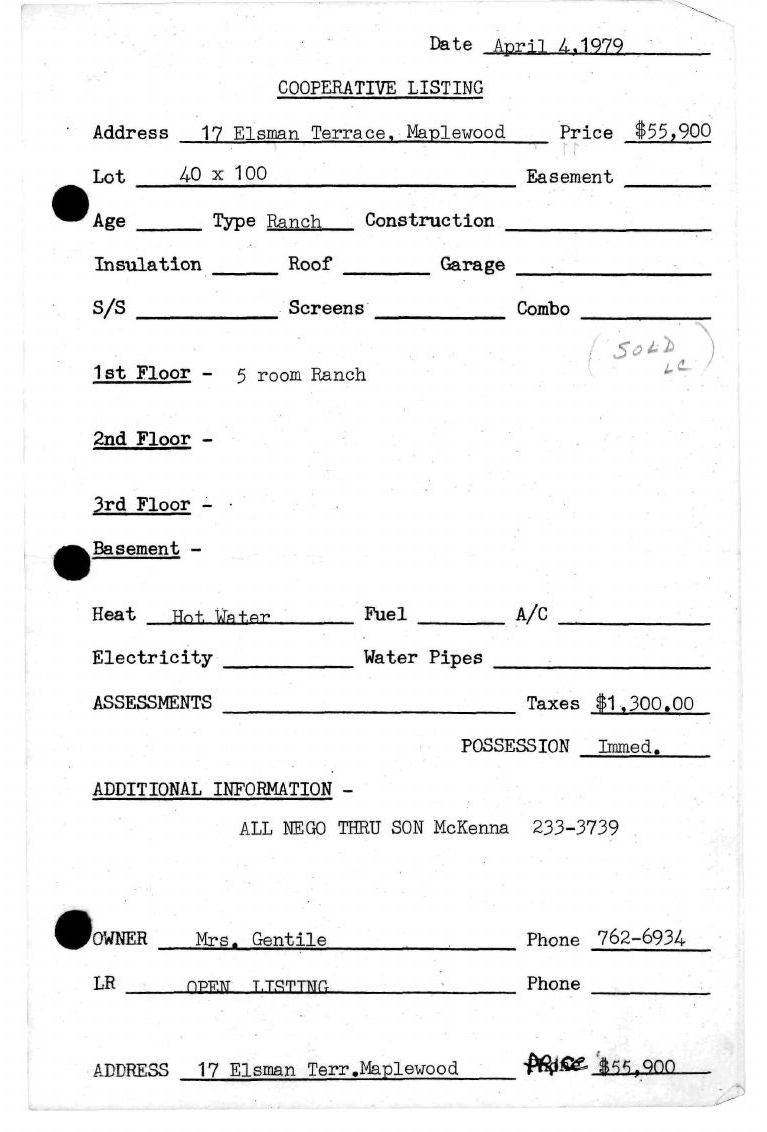 Date April 4,1979
COOPERATIVE LISTING
Address 17 Elsman Terrace, Maplewood Price $55,900
Lot 40 x 100 Easement
Age Type Ranch Construction
Insulation Roof Garage
S/S Screens Combo
(SOLD
LC)
1st Floor - 5 room Ranch
2nd Floor -
3rd Floor -
Basement -
Heat Hot Water Fuel A/C
Electricity Water Pipes
ASSESSMENTS Taxes $1,300.00
POSSESSION Immed.
ADDITIONAL INFORMATION -
ALL NEGO THRU SON McKenna 233-3739
OWNER Mrs. Gentile Phone 762-6934
LR OPEN LISTING Phone
ADDRESS 17 Elsman Terr.Maplewood Price $55,900